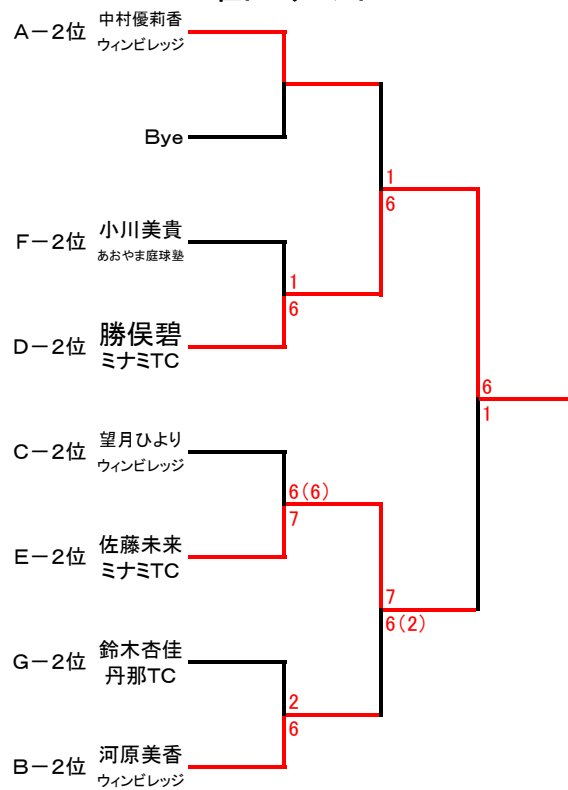 A－2位 中村優莉香
ウィンビレッジ
Bye
1
6
F－2位 小川美貴
あおやま庭球塾
1
6
D－2位 勝俣碧
ミナミTC
6
1
C－2位 望月ひより
ウィンビレッジ
6(6)
7
E－2位 佐藤未来
ミナミTC
7
6(2)
G－2位 鈴木杏佳
丹那TC
2
6
B－2位 河原美香
ウィンビレッジ